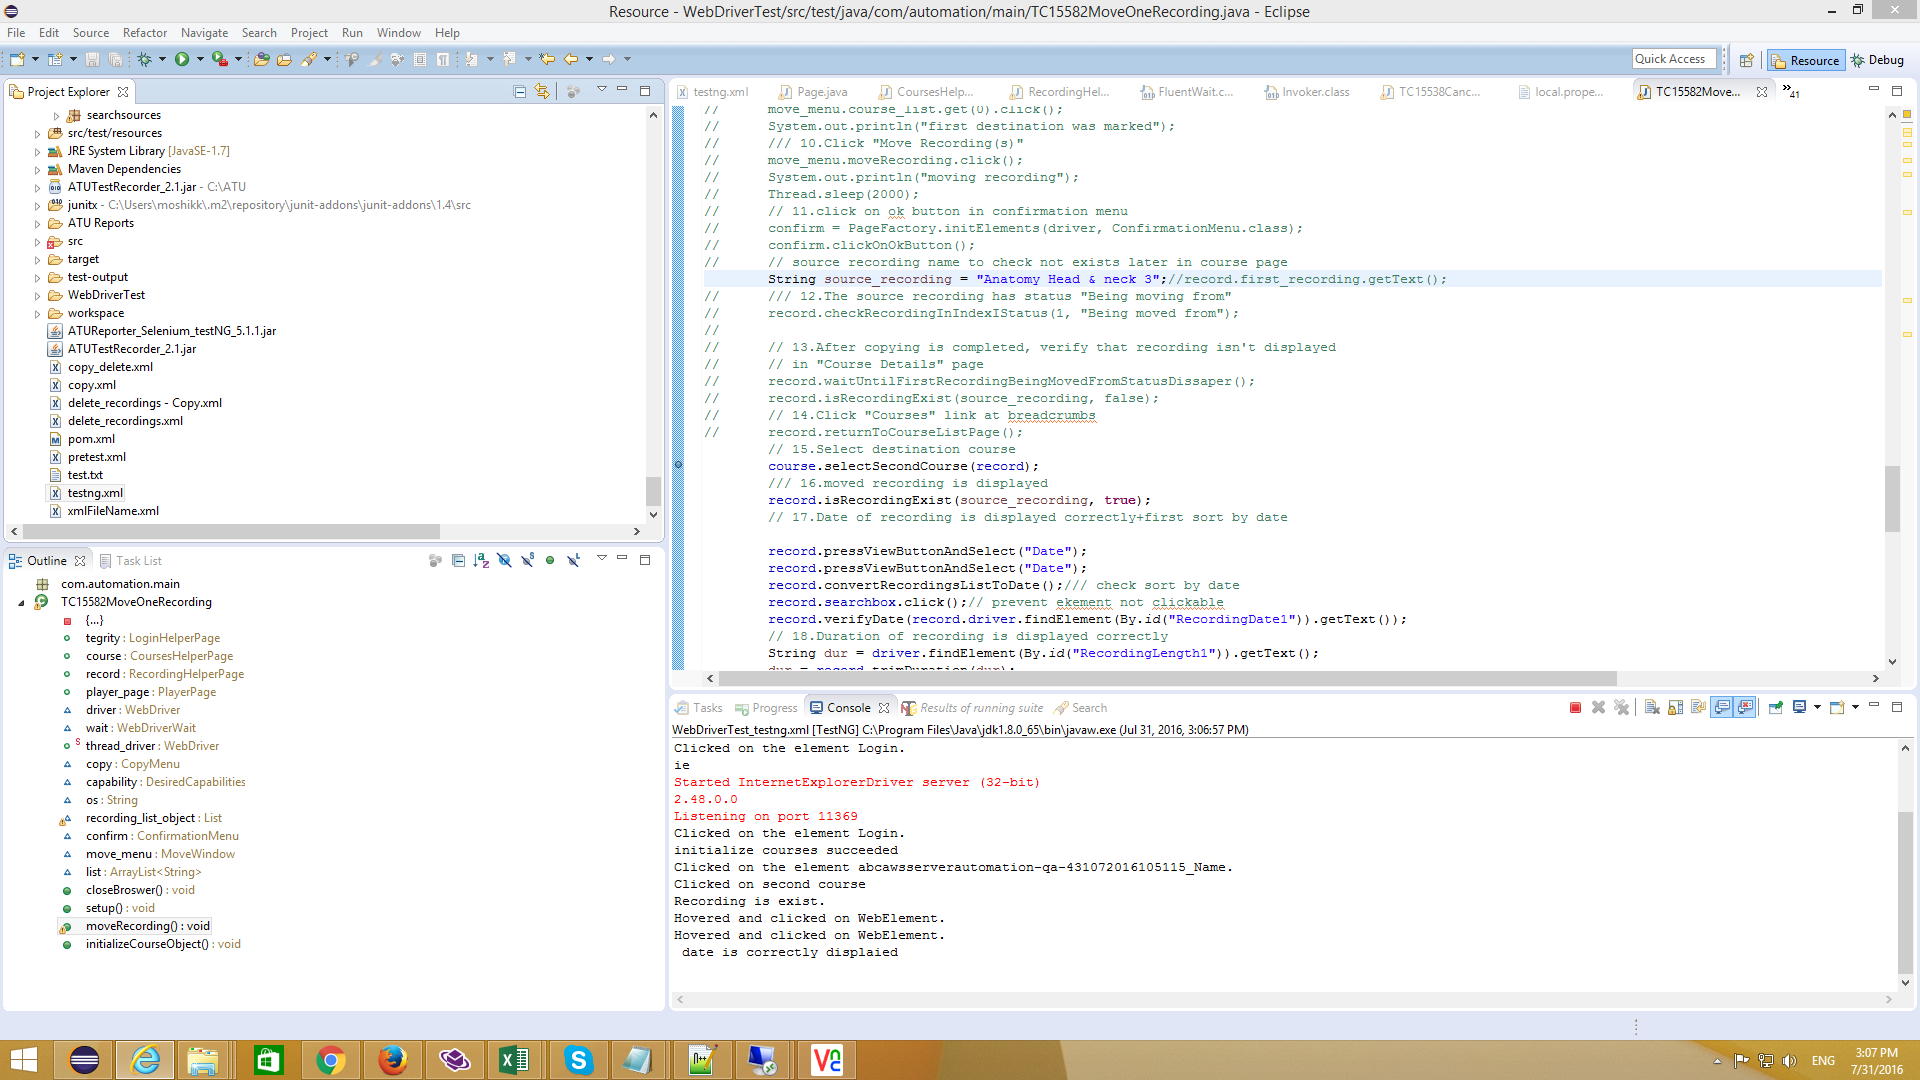 Resource - WebDriverTest/src/test/java/com/automation/main/TC15582MoveOneRecording.java - Eclipse
File Edit Source Refactor Navigate Search Project Run Window Help
Quick Access
Resource
Debug
Project Explorer
searchsources
src/test/resources
JRE System Library [JavaSE-1.7]
Maven Dependencies
ATUTestRecorder_2.1.jar - C:\ATU
junitx - C:\Users\moshikk\.m2\repository\junit-addons\junit-addons\1.4\src
ATU Reports
src
target
test-output
WebDriverTest
workspace
ATUReporter_Selenium_testNG_5.1.1.jar
ATUTestRecorder_2.1.jar
copy_delete.xml
copy.xml
delete_recordings - Copy.xml
delete_recordings.xml
pom.xml
pretest.xml
test.txt
testng.xml
xmlFileName.xml
Outline
Task List
com.automation.main
TC15582MoveOneRecording
{...}
tegrity : LoginHelperPage
course : CoursesHelperPage
record : RecordingHelperPage
player_page : PlayerPage
driver : WebDriver
wait : WebDriverWait
thread_driver : WebDriver
copy : CopyMenu
capability : DesiredCapabilities
os : String
recording_list_object : List
confirm : ConfirmationMenu
move_menu : MoveWindow
list : ArrayList<String>
closeBroswer() : void
setup() : void
moveRecording() : void
initializeCourseObject() : void
testng.xml Page.java CoursesHelp... RecordingHel... FluentWait.c... Invoker.class TC15538Canc... local.prope... TC15582Move... 41
// move_menu.course_list.get(0).click();
// System.out.println("first destination was marked");
// /// 10.Click "Move Recording(s)"
// move_menu.moveRecording.click();
// System.out.println("moving recording");
// Thread.sleep(2000);
// // 11.click on ok button in confirmation menu
// confirm = PageFactory.initElements(driver, ConfirmationMenu.class);
// confirm.clickOnOkButton();
// // source recording name to check not exists later in course page
String source_recording = "Anatomy Head & neck 3";//record.first_recording.getText();
// /// 12.The source recording has status "Being moving from"
// record.checkRecordingInIndexIStatus(1, "Being moved from");
//
// // 13.After copying is completed, verify that recording isn't displayed
// // in "Course Details" page
// record.waitUntilFirstRecordingBeingMovedFromStatusDissaper();
// record.isRecordingExist(source_recording, false);
// // 14.Click "Courses" link at breadcrumbs
// record.returnToCourseListPage();
// 15.Select destination course
course.selectSecondCourse(record);
/// 16.moved recording is displayed
record.isRecordingExist(source_recording, true);
// 17.Date of recording is displayed correctly+first sort by date
record.pressViewButtonAndSelect("Date");
record.pressViewButtonAndSelect("Date");
record.convertRecordingsListToDate();/// check sort by date
record.searchbox.click();// prevent ekement not clickable
record.verifyDate(record.driver.findElement(By.id("RecordingDate1")).getText());
// 18.Duration of recording is displayed correctly
String dur = driver.findElement(By.id("RecordingLength1")).getText();
dur = record.trimDuration(dur);
Tasks Progress Console Results of running suite Search
WebDriverTest_testng.xml [TestNG] C:\Program Files\Java\jdk1.8.0_65\bin\javaw.exe (Jul 31, 2016, 3:06:57 PM)
Clicked on the element Login.
ie
Started InternetExplorerDriver server (32-bit)
2.48.0.0
Listening on port 11369
Clicked on the element Login.
initialize courses succeeded
Clicked on the element abcawsserverautomation-qa-431072016105115_Name.
Clicked on second course
Recording is exist.
Hovered and clicked on WebElement.
Hovered and clicked on WebElement.
date is correctly displaied
ENG
3:07 PM
7/31/2016